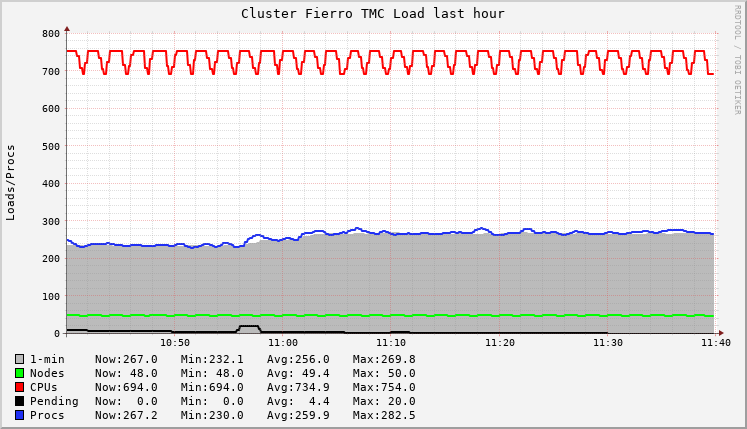 Cluster Fierro TMC Load last hour
RRDTOOL / TOBI OETIKER
Loads/Procs
800
700
600
500
400
300
200
100
0
10:50 11:00 11:10 11:20 11:30 11:40
1-min Now:267.0 Min:232.1 Avg:256.0 Max:269.8
Nodes Now: 48.0 Min: 48.0 Avg: 49.4 Max: 50.0
CPUs Now:694.0 Min:694.0 Avg:734.9 Max:754.0
Pending Now: 0.0 Min: 0.0 Avg: 4.4 Max: 20.0
Procs Now:267.2 Min:230.0 Avg:259.9 Max:282.5